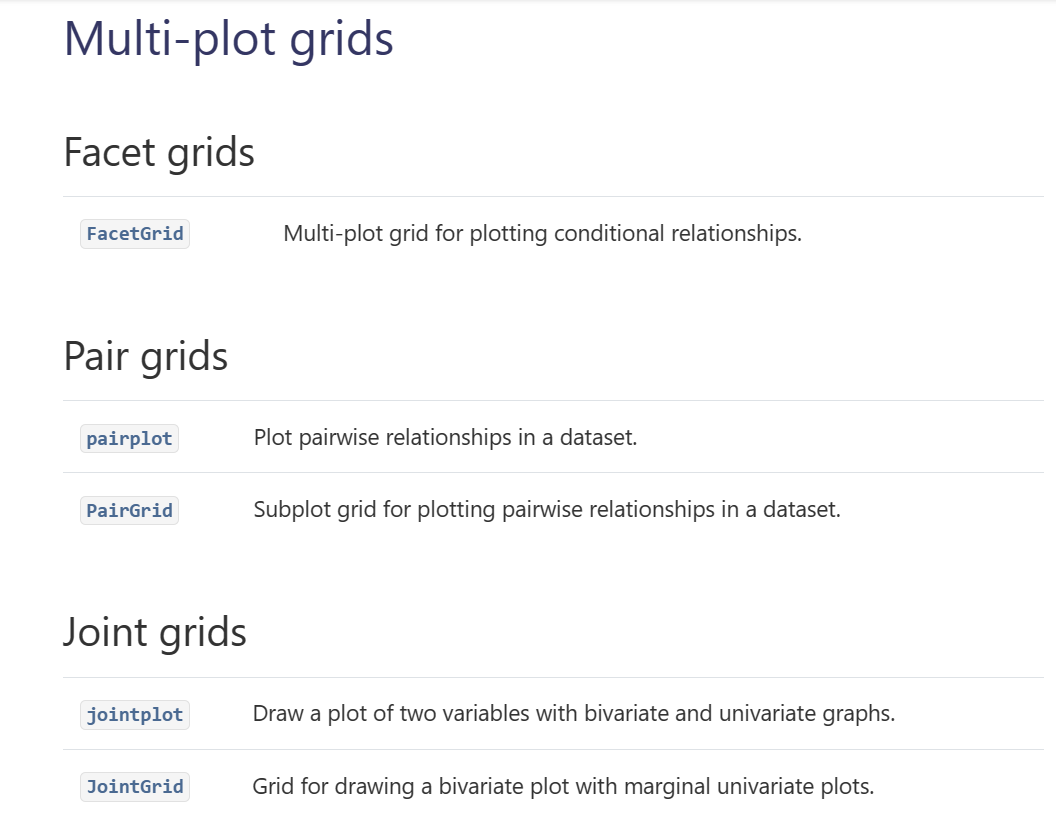 Multi-plot grids
Facet grids
FacetGrid Multi-plot grid for plotting conditional relationships.
Pair grids
pairplot Plot pairwise relationships in a dataset.
PairGrid Subplot grid for plotting pairwise relationships in a dataset.
Joint grids
jointplot Draw a plot of two variables with bivariate and univariate graphs.
JointGrid Grid for drawing a bivariate plot with marginal univariate plots.